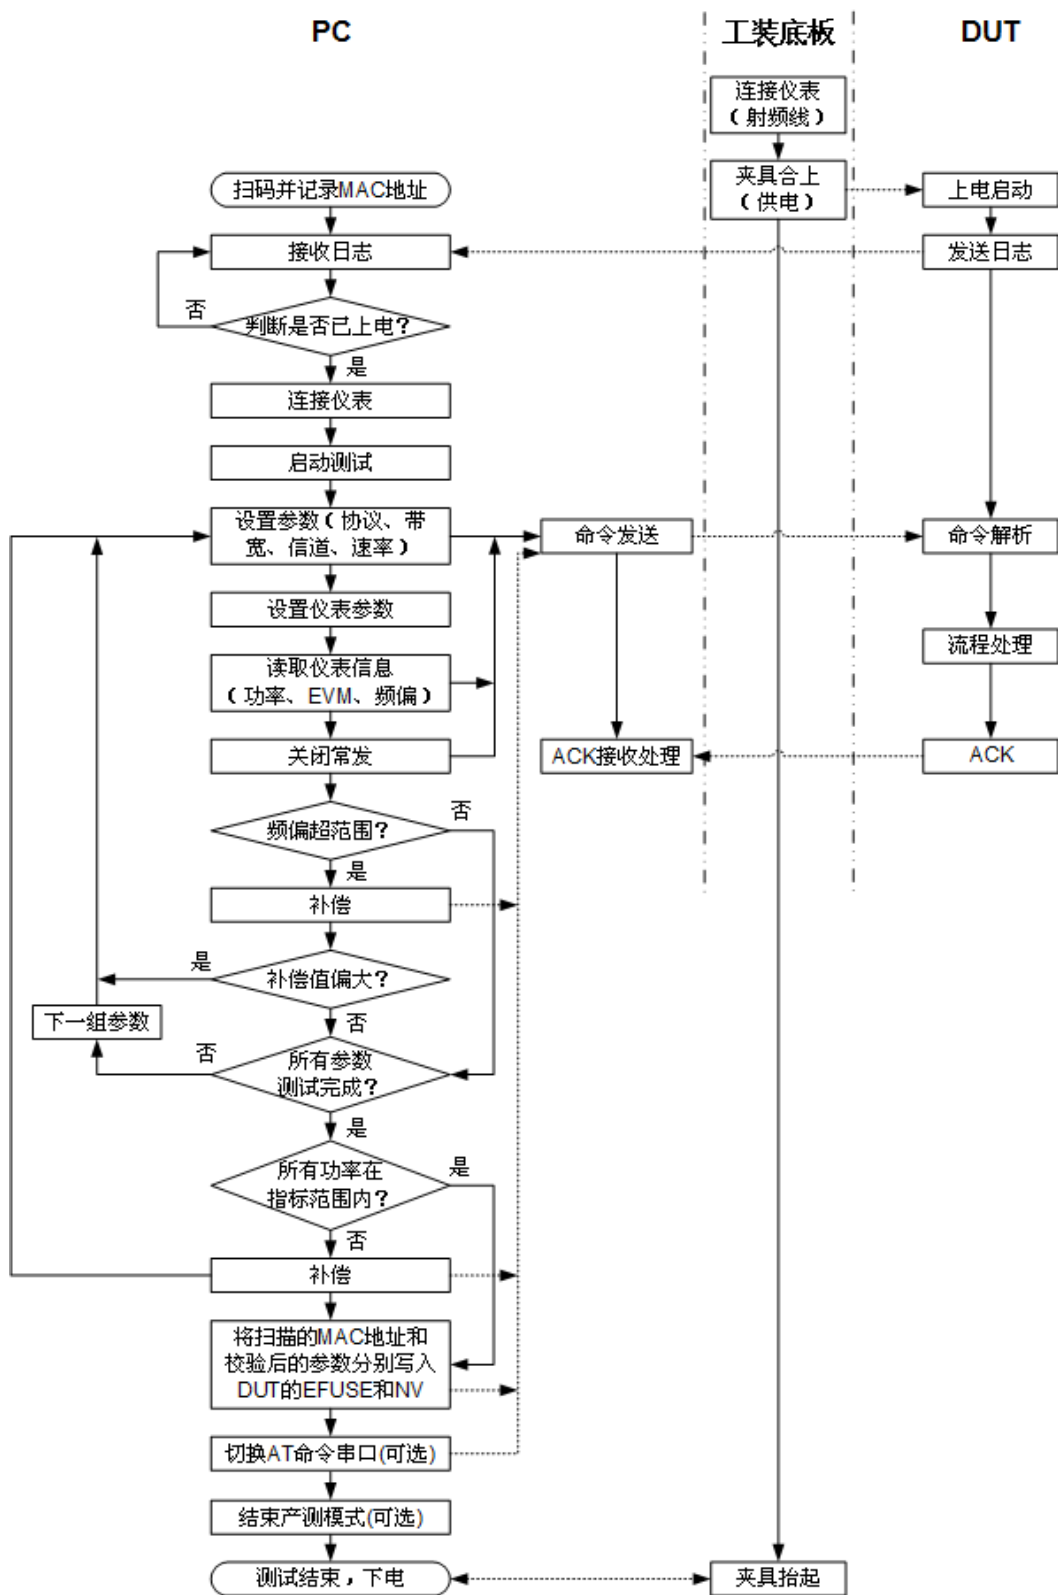 PC
工装底板
DUT
连接仪表
（射频线）
扫码并记录MAC地址
夹具合上
（供电）
上电启动
接收日志
发送日志
否
判断是否已上电？
是
连接仪表
启动测试
设置参数（协议、带
宽、信道、速率）
命令发送
命令解析
设置仪表参数
流程处理
读取仪表信息
（功率、EVM、频偏）
关闭常发
ACK接收处理
ACK
频偏超范围？
否
是
补偿
是
补偿值偏大？
下一组参数
否
否
所有参数
测试完成？
是
所有功率在
指标范围内？
是
否
补偿
将扫描的MAC地址和
校验后的参数分别写入
DUT的EFUSE和NV
切换AT命令串口(可选)
结束产测模式(可选)
测试结束，下电
夹具抬起